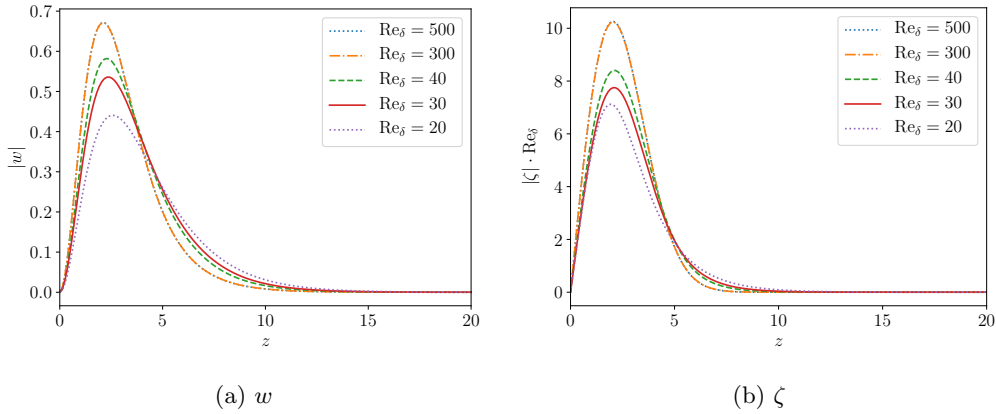 0.7
0.6
0.5
0.4
0.3
0.2
0.1
0.0
|w|
0 5 10 15 20
z
Re_δ = 500
Re_δ = 300
Re_δ = 40
Re_δ = 30
Re_δ = 20
(a) w
10
8
6
4
2
0
|ζ| · Re_δ
0 5 10 15 20
z
Re_δ = 500
Re_δ = 300
Re_δ = 40
Re_δ = 30
Re_δ = 20
(b) ζ